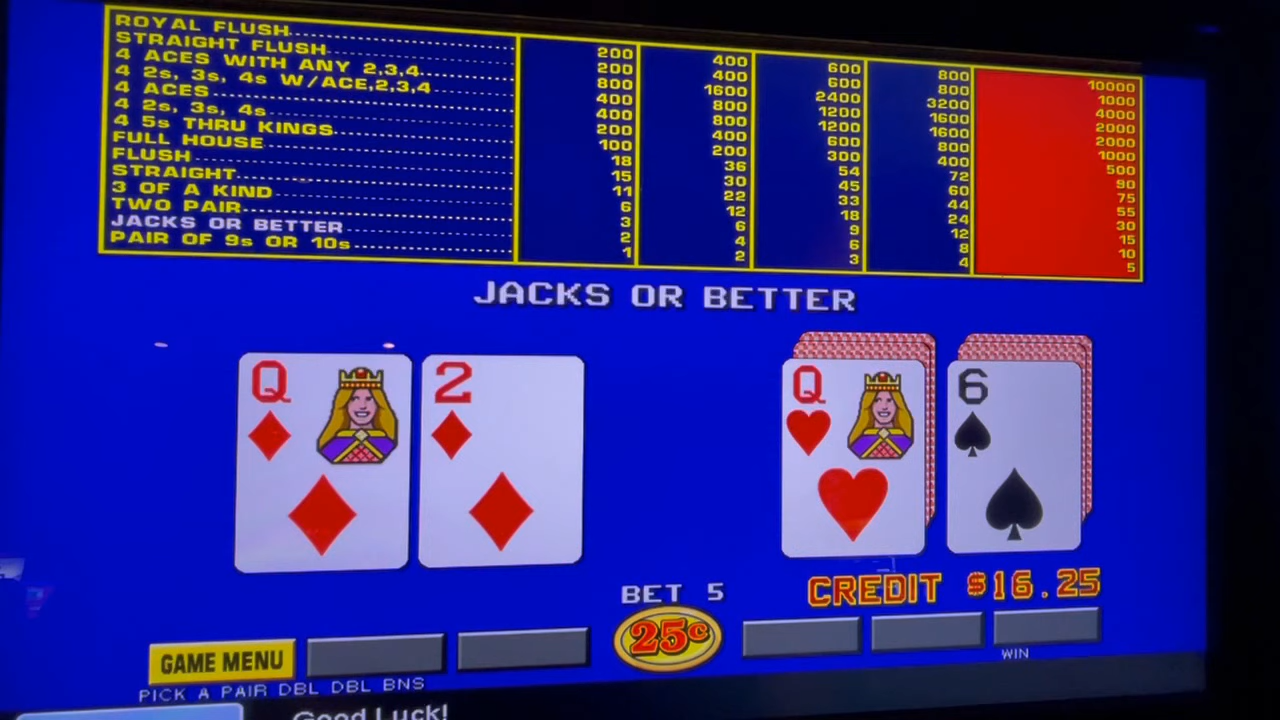 ROYAL FLUSH 200 400 600 800 10000
STRAIGHT FLUSH 200 400 600 800 1000
4 ACES WITH ANY 2,3,4 800 1600 2400 3200 4000
4 2s, 3s, 4s W/ACE,2,3,4 400 800 1200 1600 2000
4 ACES 400 800 1200 1600 2000
4 2s, 3s, 4s 200 400 600 800 1000
4 5s THRU KINGS 100 200 300 400 500
FULL HOUSE 18 36 54 72 90
FLUSH 15 30 45 60 75
STRAIGHT 11 22 33 44 55
3 OF A KIND 6 12 18 24 30
TWO PAIR 3 6 9 12 15
JACKS OR BETTER 2 4 6 8 10
PAIR OF 9s OR 10s 1 2 3 4 5
JACKS OR BETTER
Q 2 Q 6
BET 5 CREDIT $16.25
25¢
GAME MENU
WIN
PICK A PAIR DBL DBL BNS
Good Luck!